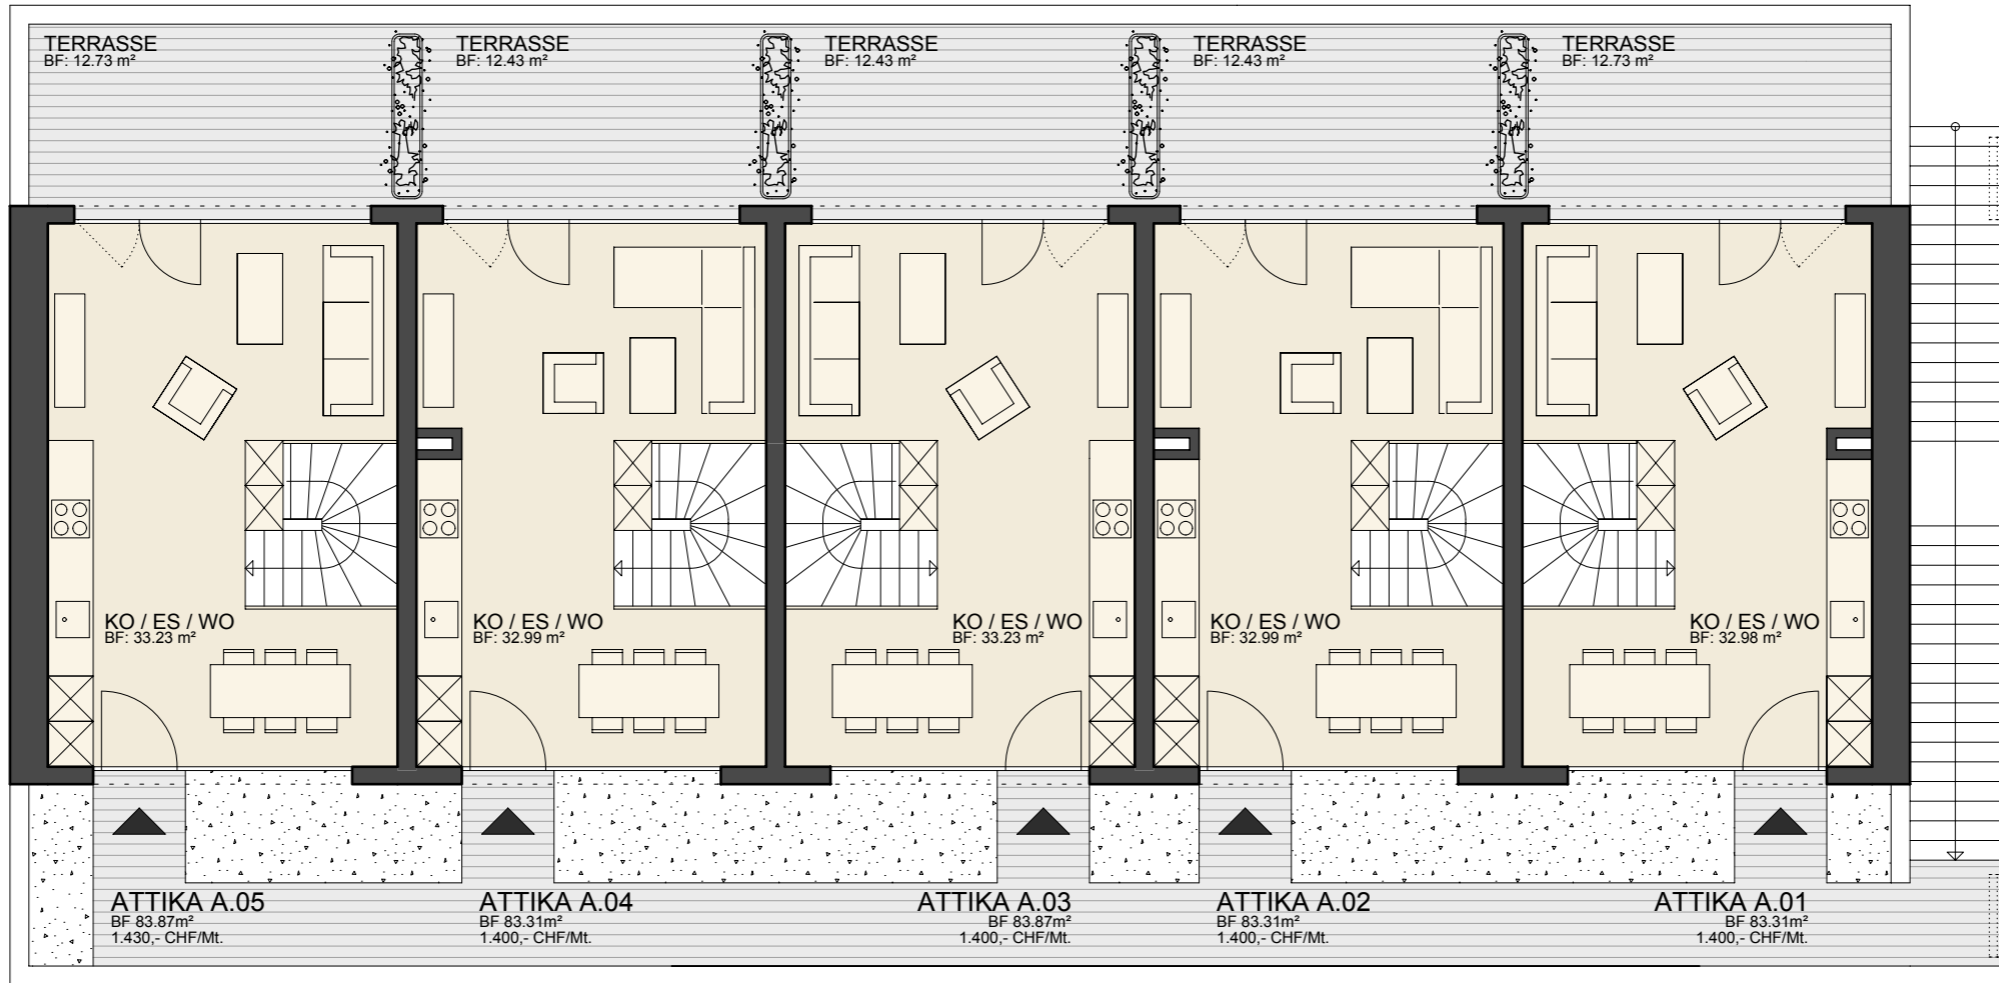 TERRASSE
BF: 12.73 m²
TERRASSE
BF: 12.43 m²
TERRASSE
BF: 12.43 m²
TERRASSE
BF: 12.43 m²
TERRASSE
BF: 12.73 m²
KO / ES / WO
BF: 33.23 m²
KO / ES / WO
BF: 32.99 m²
KO / ES / WO
BF: 33.23 m²
KO / ES / WO
BF: 32.99 m²
KO / ES / WO
BF: 32.98 m²
ATTIKA A.05
BF 83.87m²
1.430,- CHF/Mt.
ATTIKA A.04
BF 83.31m²
1.400,- CHF/Mt.
ATTIKA A.03
BF 83.87m²
1.400,- CHF/Mt.
ATTIKA A.02
BF 83.31m²
1.400,- CHF/Mt.
ATTIKA A.01
BF 83.31m²
1.400,- CHF/Mt.